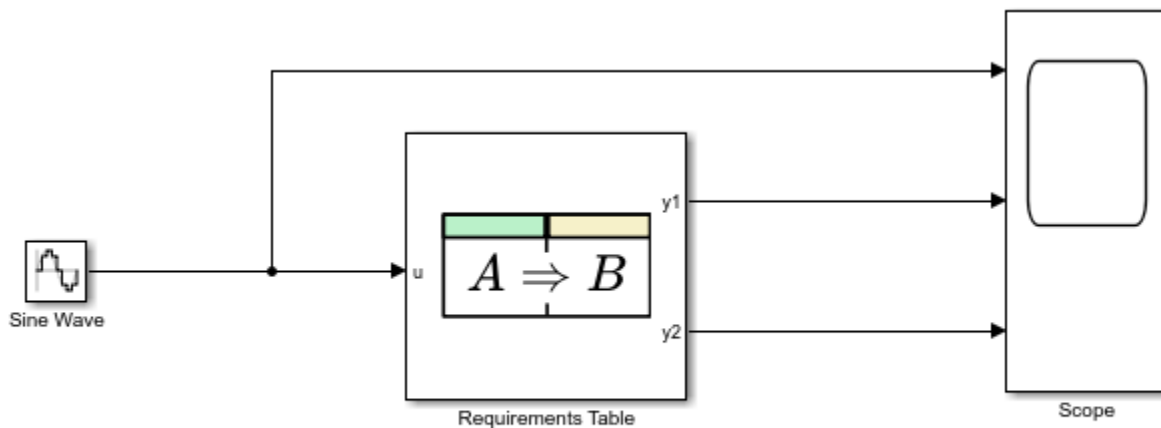 y1
u
A ⇒ B
Sine Wave
y2
Requirements Table
Scope